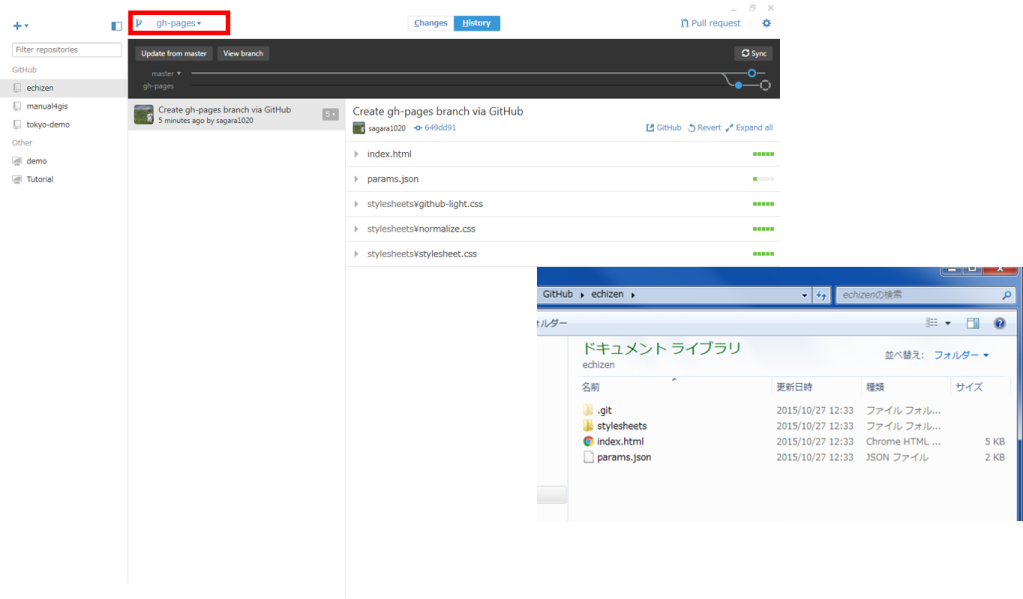 gh-pages
Changes History
Pull request
Filter repositories
GitHub
echizen
manual4gis
tokyo-demo
Other
demo
Tutorial
Update from master View branch
Sync
master
gh-pages
Create gh-pages branch via GitHub
5 minutes ago by sagara1020
5
Create gh-pages branch via GitHub
sagara1020 649dd91
GitHub Revert Expand all
index.html
params.json
stylesheets¥github-light.css
stylesheets¥normalize.css
stylesheets¥stylesheet.css
GitHub echizen
echizenの検索
ルダー
ドキュメント ライブラリ
echizen
並べ替え: フォルダー
名前 更新日時 種類 サイズ
.git 2015/10/27 12:33 ファイル フォル...
stylesheets 2015/10/27 12:33 ファイル フォル...
index.html 2015/10/27 12:33 Chrome HTML ... 5 KB
params.json 2015/10/27 12:33 JSON ファイル 2 KB